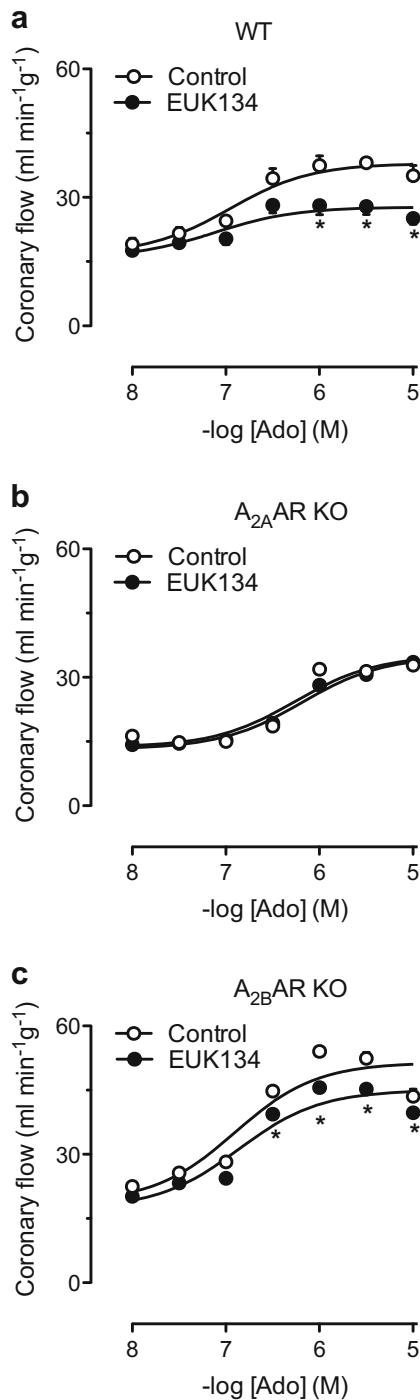 a
WT
Coronary flow (ml min⁻¹g⁻¹)
60
30
0
Control
EUK134
* * *
8 7 6 5
-log [Ado] (M)
b
A₂ₐAR KO
Coronary flow (ml min⁻¹g⁻¹)
60
30
0
Control
EUK134
8 7 6 5
-log [Ado] (M)
c
A₂BAR KO
Coronary flow (ml min⁻¹g⁻¹)
60
30
0
Control
EUK134
* * * *
8 7 6 5
-log [Ado] (M)